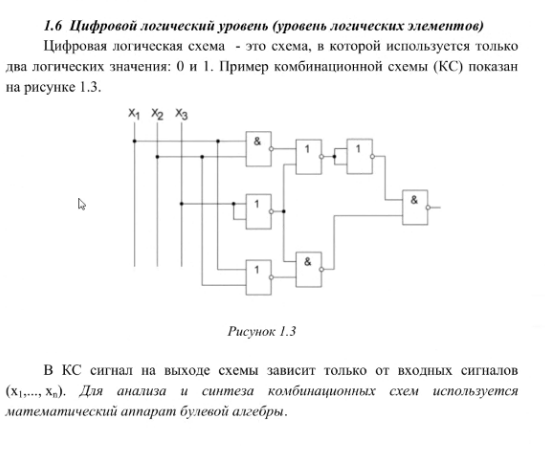 1.6 Цифровой логический уровень (уровень логических элементов)
Цифровая логическая схема - это схема, в которой используется только
два логических значения: 0 и 1. Пример комбинационной схемы (КС) показан
на рисунке 1.3.
X1 X2 X3
& 1 1
1 &
&
1
Рисунок 1.3
В КС сигнал на выходе схемы зависит только от входных сигналов
(x1,..., xn). Для анализа и синтеза комбинационных схем используется
математический аппарат булевой алгебры.